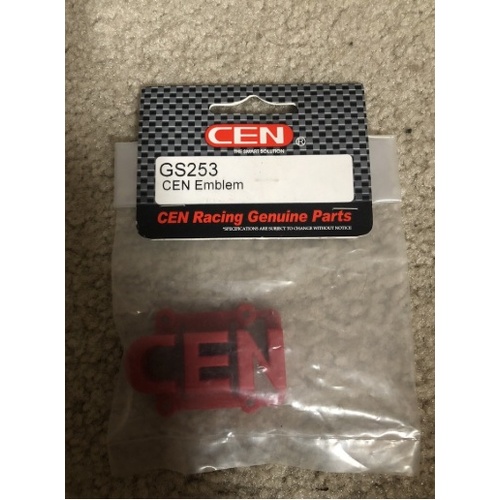 CEN ®
THE SMART SOLUTION
GS253
CEN Emblem
CEN Racing Genuine Parts
*SPECIFICATIONS ARE SUBJECT TO CHANGE WITHOUT NOTICE
CEN